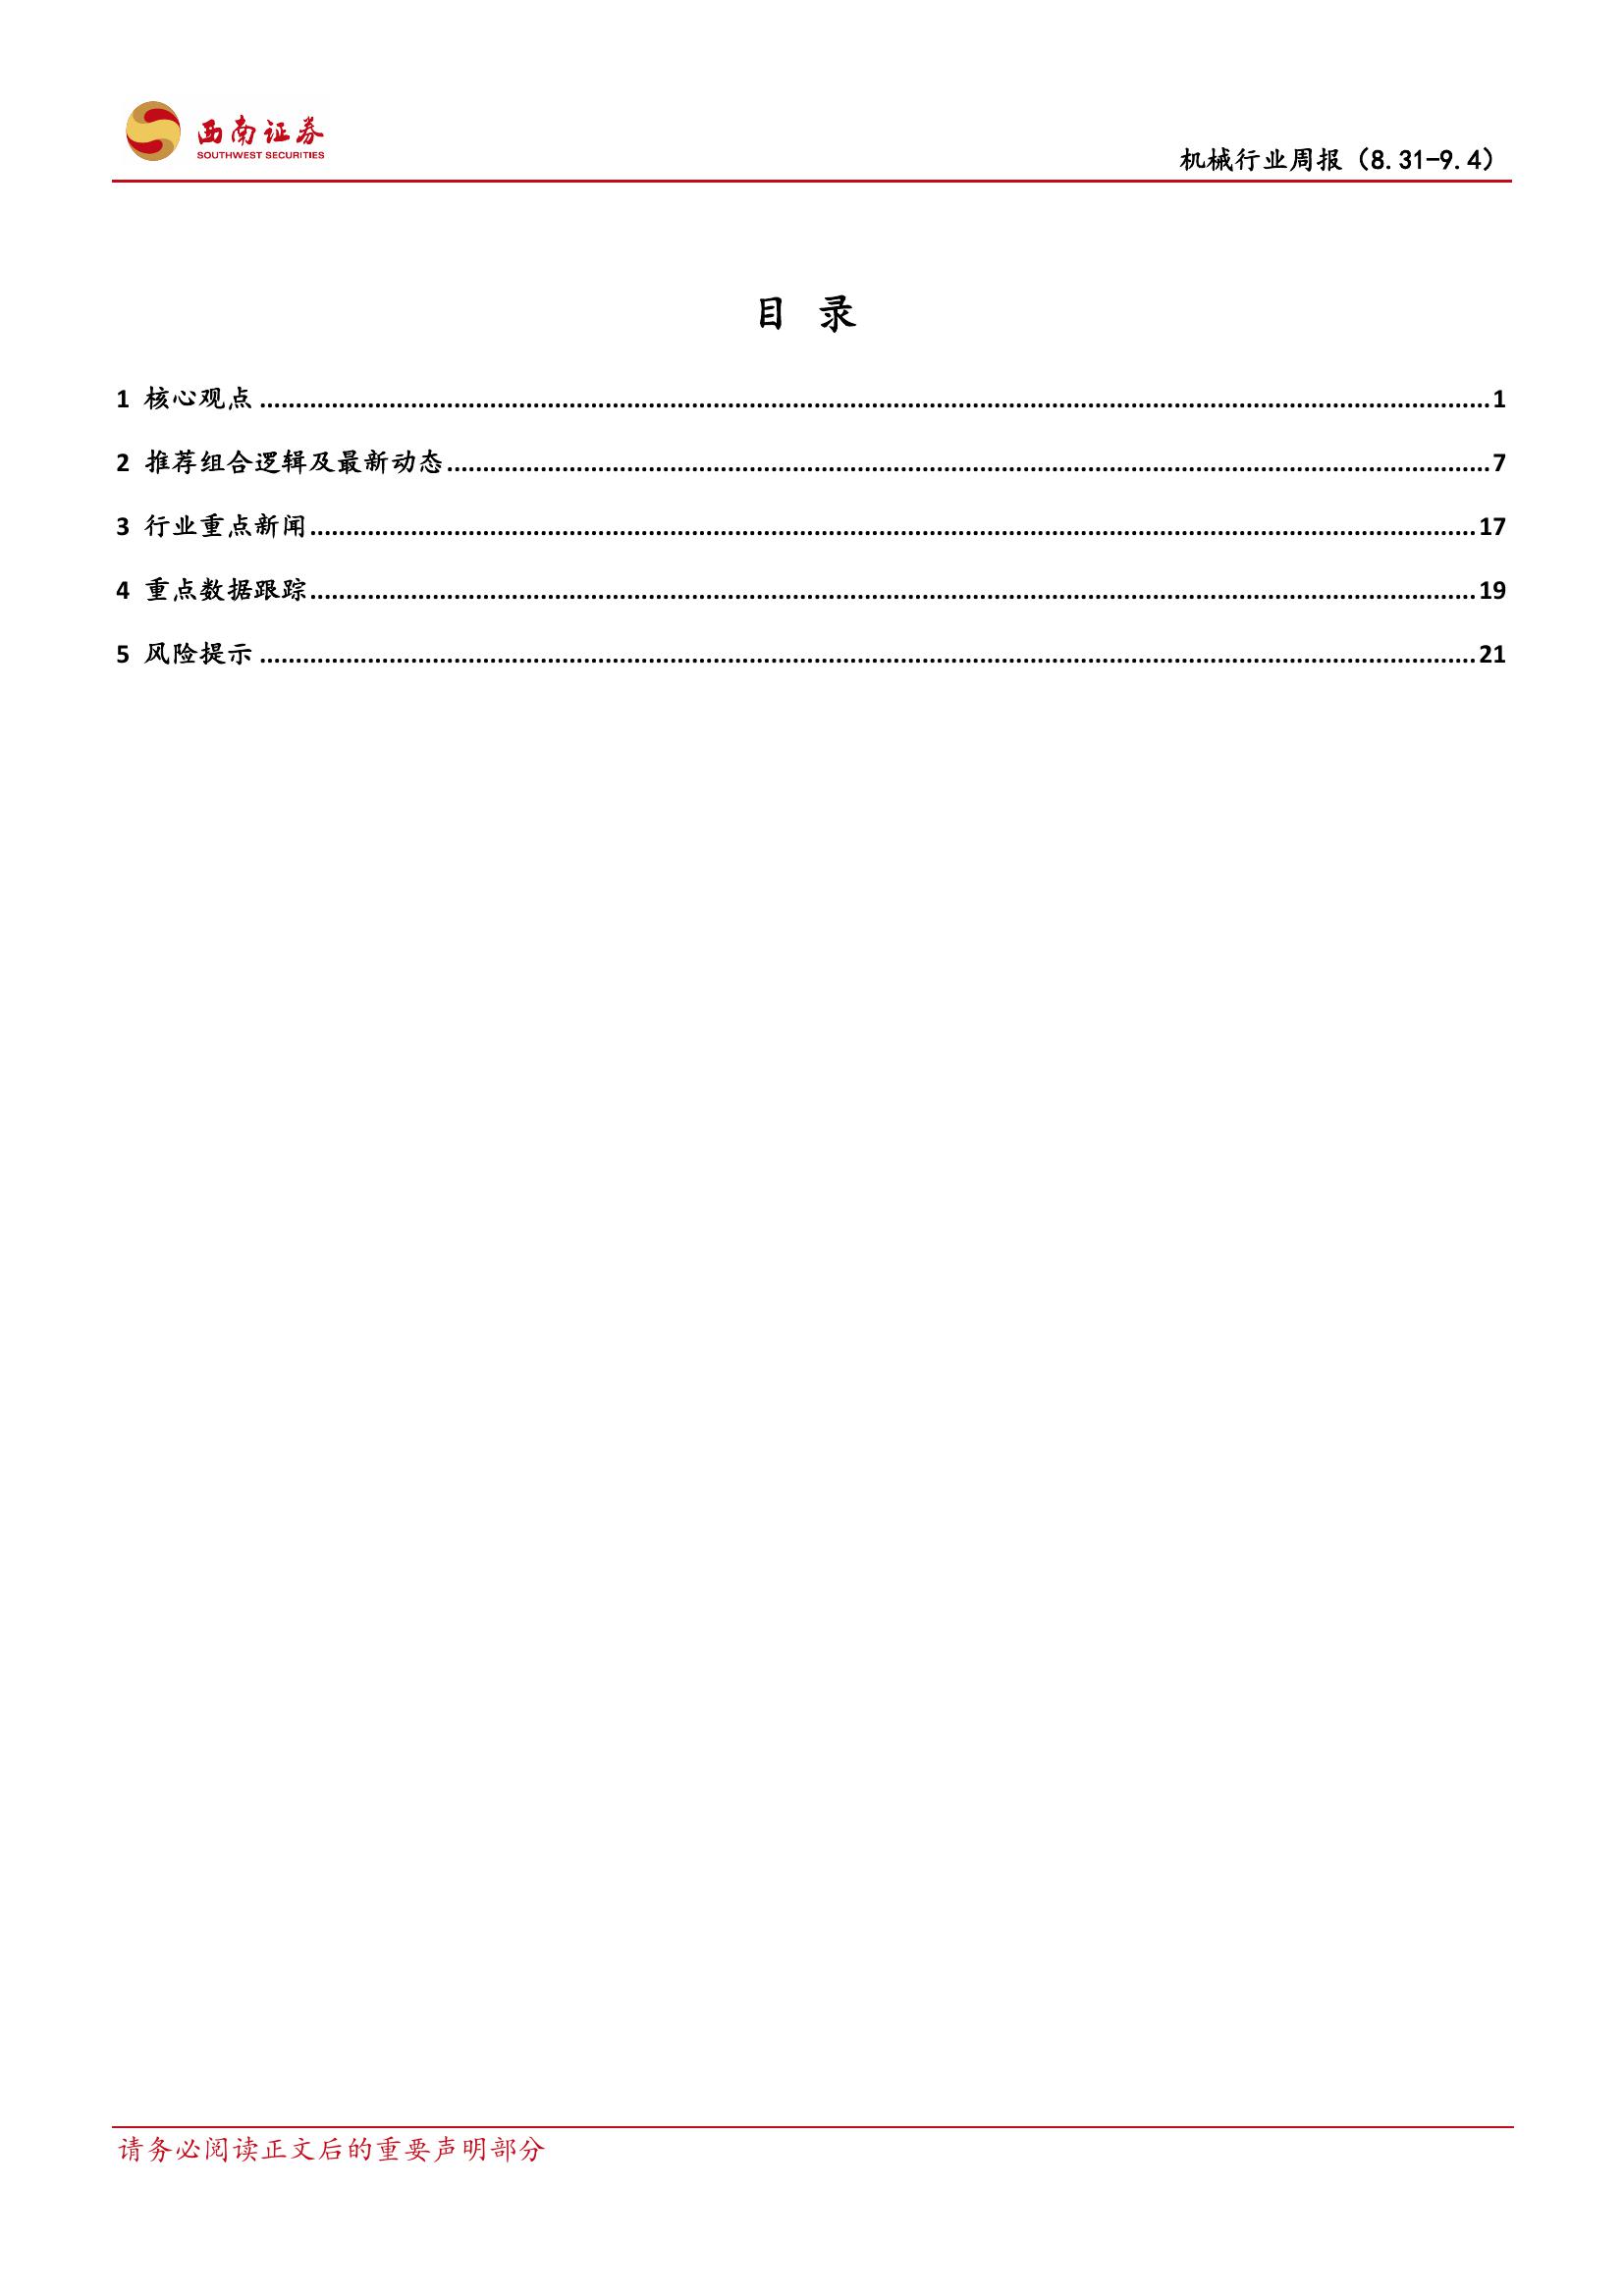 西南证券
SOUTHWEST SECURITIES
机械行业周报（8.31-9.4）
目 录
1 核心观点 ........................................................................................................................ 1
2 推荐组合逻辑及最新动态 ........................................................................................................................ 7
3 行业重点新闻 ........................................................................................................................ 17
4 重点数据跟踪 ........................................................................................................................ 19
5 风险提示 ........................................................................................................................ 21
请务必阅读正文后的重要声明部分